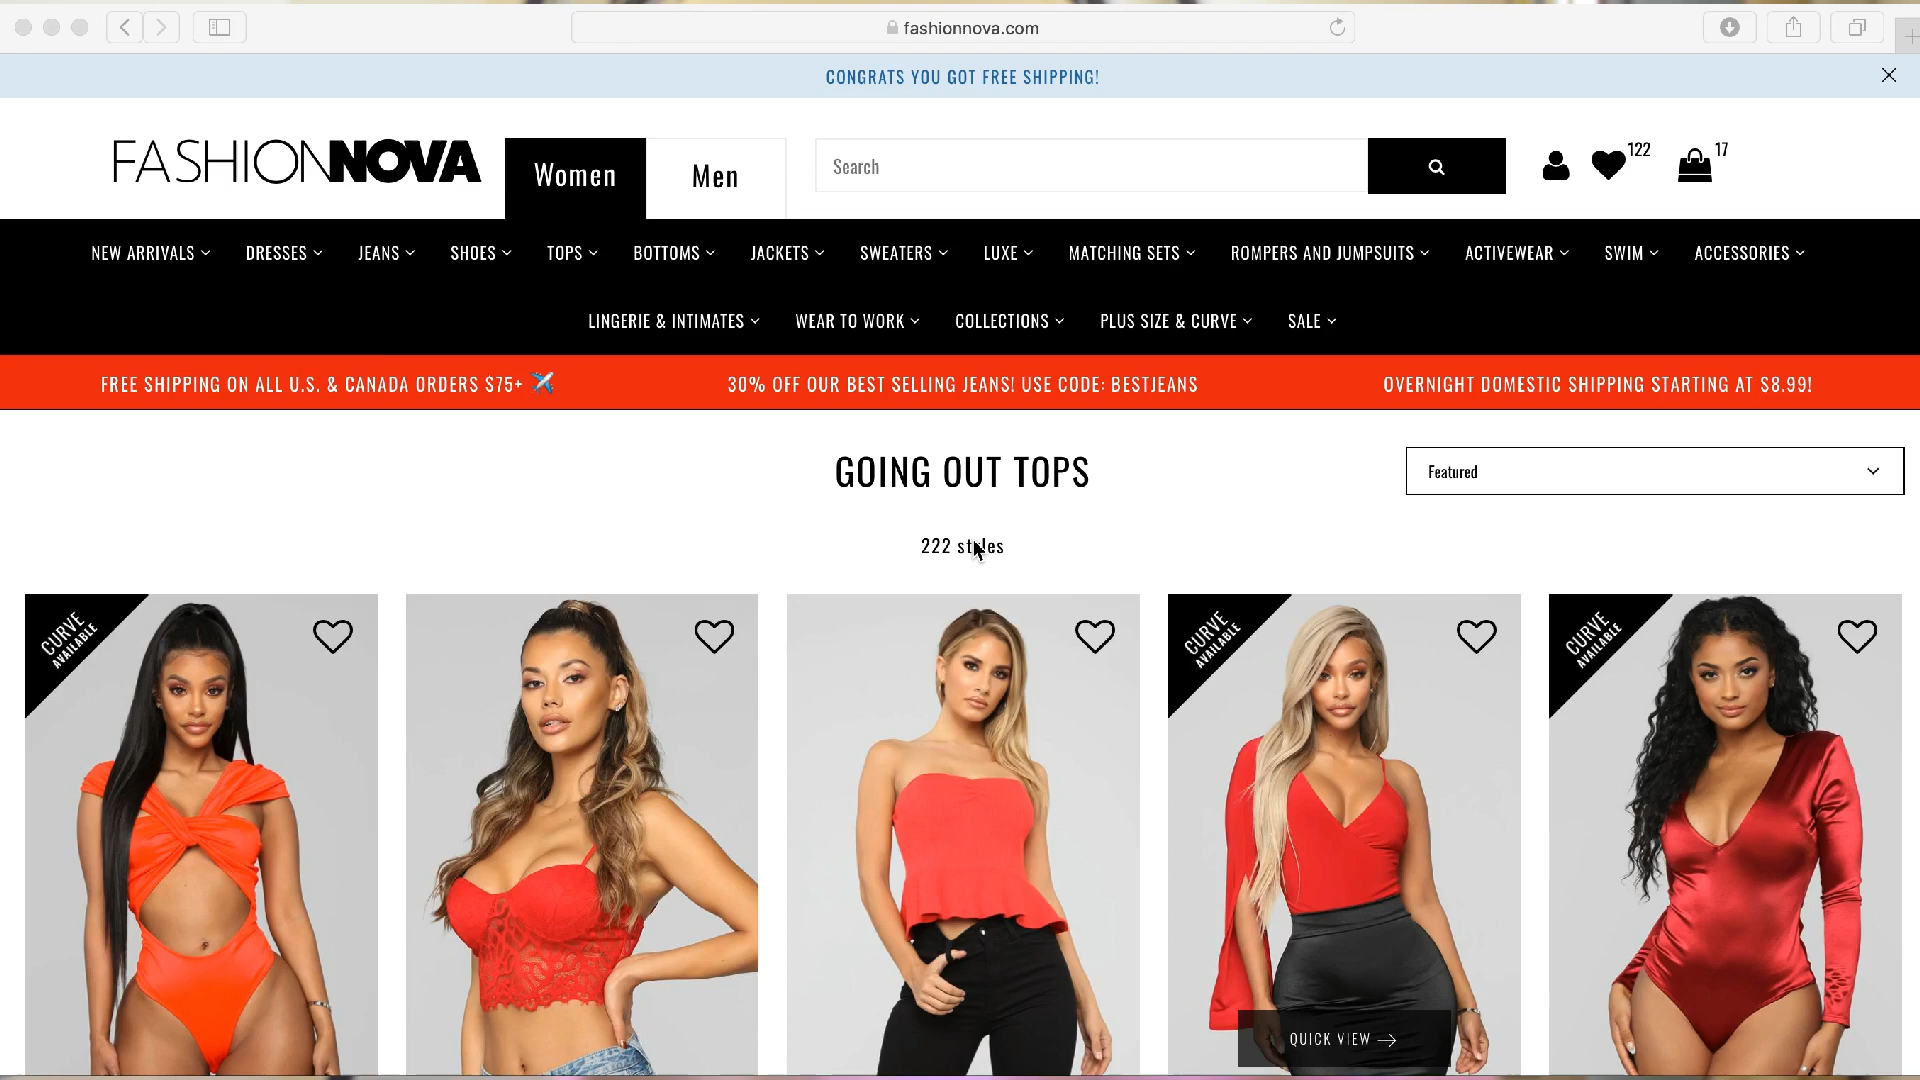 fashionnova.com
CONGRATS YOU GOT FREE SHIPPING!
FASHIONNOVA
Women
Men
Search
122
17
NEW ARRIVALS
DRESSES
JEANS
SHOES
TOPS
BOTTOMS
JACKETS
SWEATERS
LUXE
MATCHING SETS
ROMPERS AND JUMPSUITS
ACTIVEWEAR
SWIM
ACCESSORIES
LINGERIE & INTIMATES
WEAR TO WORK
COLLECTIONS
PLUS SIZE & CURVE
SALE
FREE SHIPPING ON ALL U.S. & CANADA ORDERS $75+ ✈️
30% OFF OUR BEST SELLING JEANS! USE CODE: BESTJEANS
OVERNIGHT DOMESTIC SHIPPING STARTING AT $8.99!
GOING OUT TOPS
Featured
222 styles
CURVE
AVAILABLE
CURVE
AVAILABLE
CURVE
AVAILABLE
QUICK VIEW →